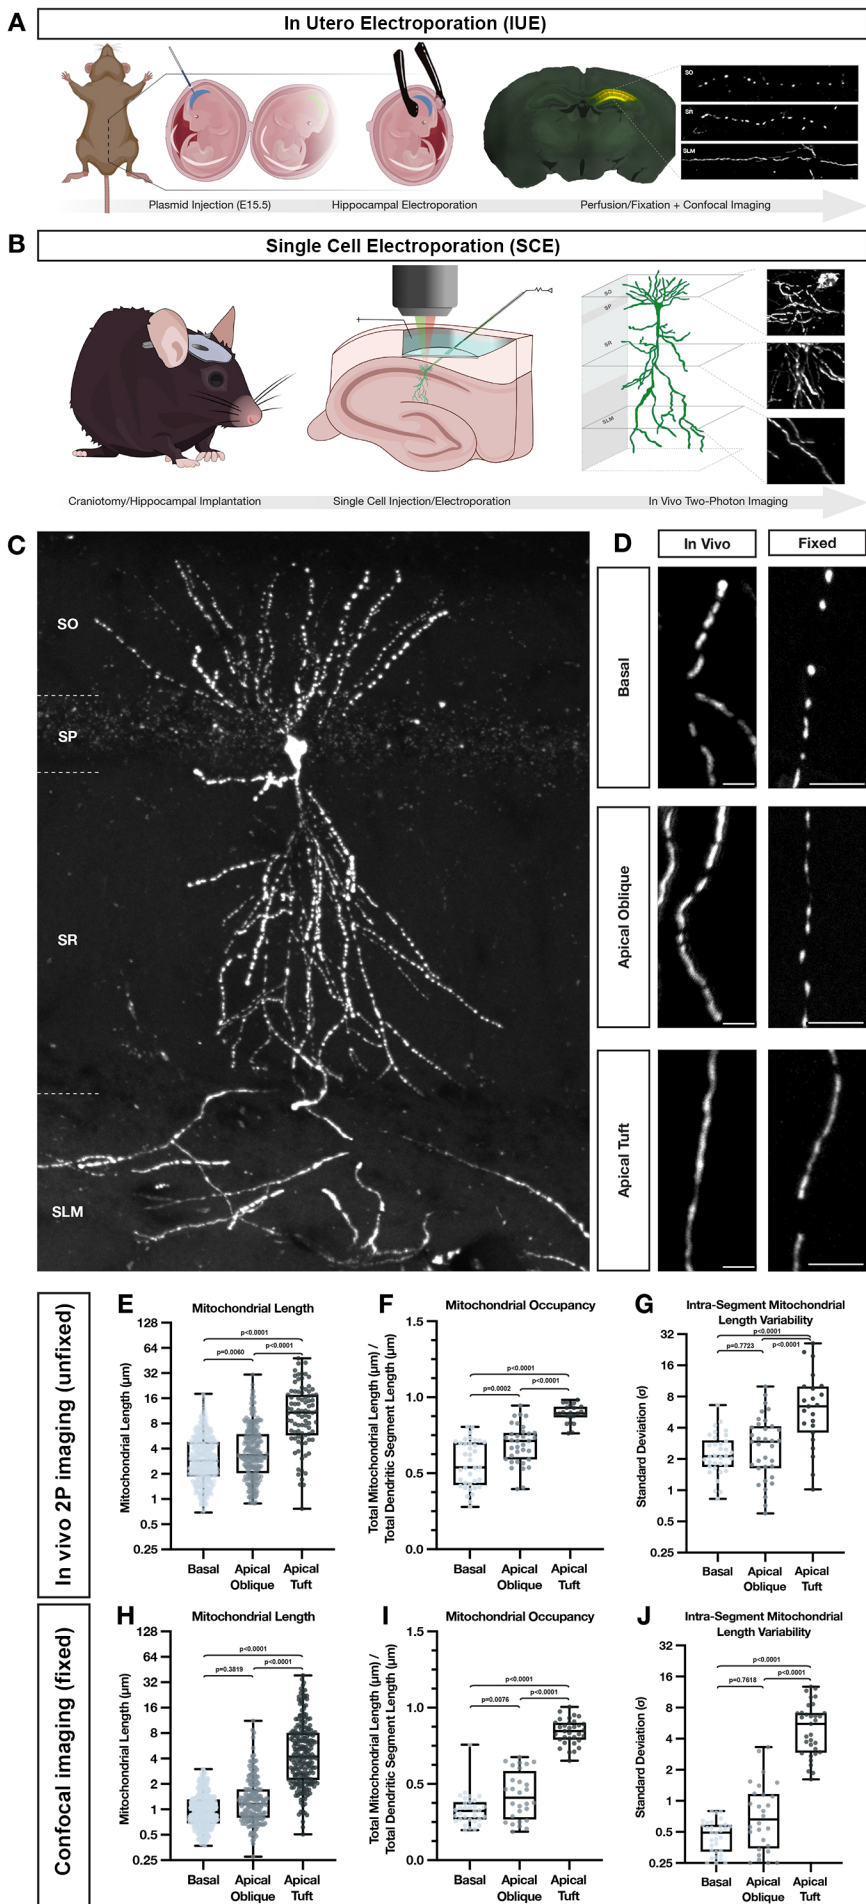 A
In Utero Electroporation (IUE)
SO
SR
SLM
Plasmid Injection (E15.5)
Hippocampal Electroporation
Perfusion/Fixation + Confocal Imaging
B
Single Cell Electroporation (SCE)
SO
SP
SR
SLM
Craniotomy/Hippocampal Implantation
Single Cell Injection/Electroporation
In Vivo Two-Photon Imaging
C
SO
SP
SR
SLM
D
In Vivo
Fixed
Basal
Apical Oblique
Apical Tuft
In vivo 2P imaging (unfixed)
E
Mitochondrial Length
Mitochondrial Length (µm)
128
64
32
16
8
4
2
1
0.5
0.25
p<0.0001
p=0.0060
p<0.0001
Basal
Apical
Oblique
Apical
Tuft
F
Mitochondrial Occupancy
Total Mitochondrial Length (µm) /
Total Dendritic Segment Length (µm)
1.5
1.0
0.5
0.0
p<0.0001
p=0.0002
p<0.0001
Basal
Apical
Oblique
Apical
Tuft
G
Intra-Segment Mitochondrial
Length Variability
Standard Deviation (σ)
32
16
8
4
2
1
0.5
0.25
p<0.0001
p=0.7723
p<0.0001
Basal
Apical
Oblique
Apical
Tuft
Confocal imaging (fixed)
H
Mitochondrial Length
Mitochondrial Length (µm)
128
64
32
16
8
4
2
1
0.5
0.25
p<0.0001
p=0.3819
p<0.0001
Basal
Apical
Oblique
Apical
Tuft
I
Mitochondrial Occupancy
Total Mitochondrial Length (µm) /
Total Dendritic Segment Length (µm)
1.5
1.0
0.5
0.0
p<0.0001
p=0.0076
p<0.0001
Basal
Apical
Oblique
Apical
Tuft
J
Intra-Segment Mitochondrial
Length Variability
Standard Deviation (σ)
32
16
8
4
2
1
0.5
0.25
p<0.0001
p=0.7618
p<0.0001
Basal
Apical
Oblique
Apical
Tuft